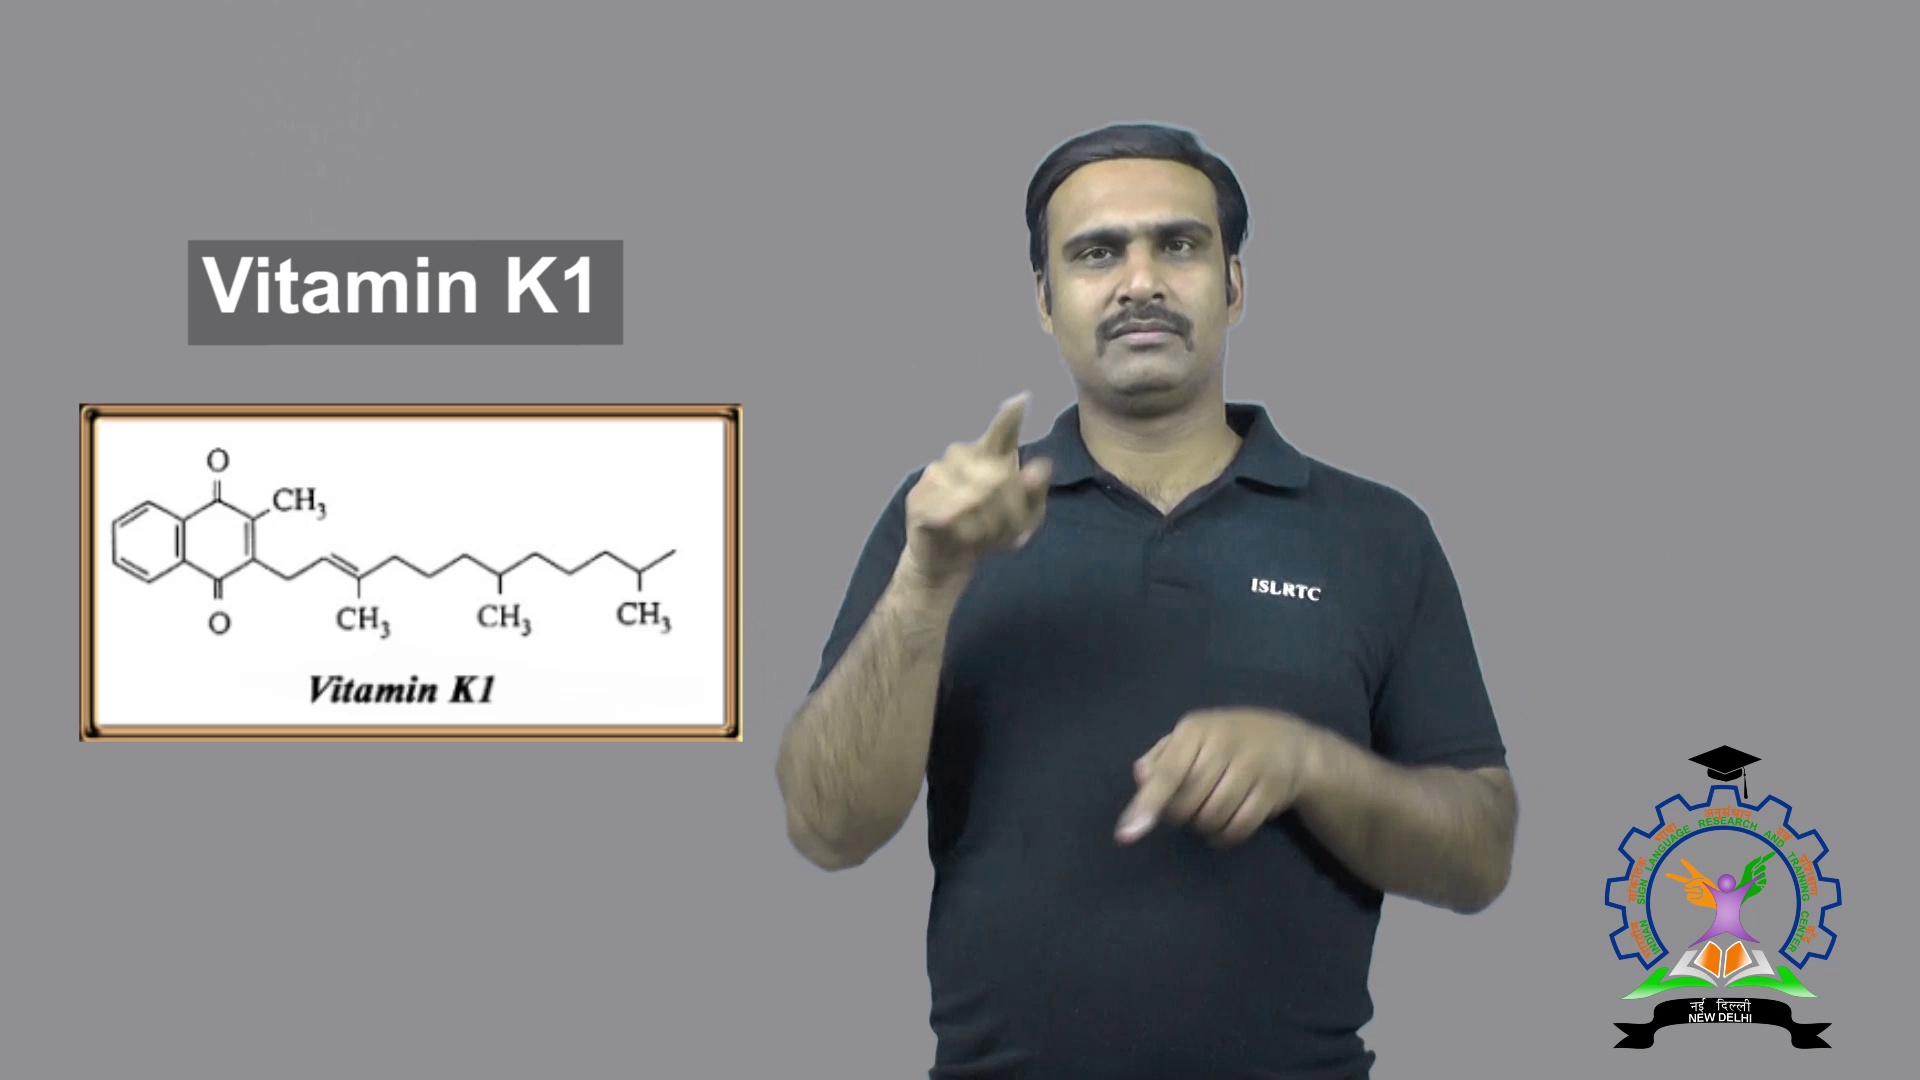 Vitamin K1
O
CH3
CH3
CH3
CH3
O
Vitamin K1
ISLRTC
INDIAN SIGN LANGUAGE RESEARCH AND TRAINING CENTER
नई दिल्ली
NEW DELHI